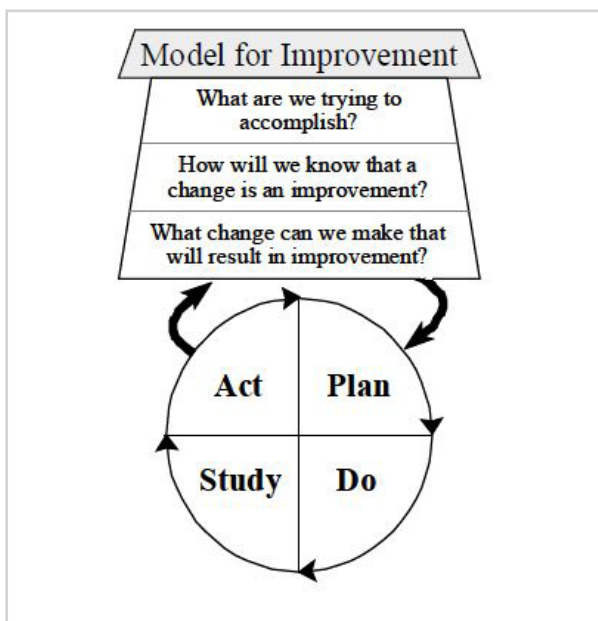 Model for Improvement
What are we trying to
accomplish?
How will we know that a
change is an improvement?
What change can we make that
will result in improvement?
Act
Plan
Study
Do